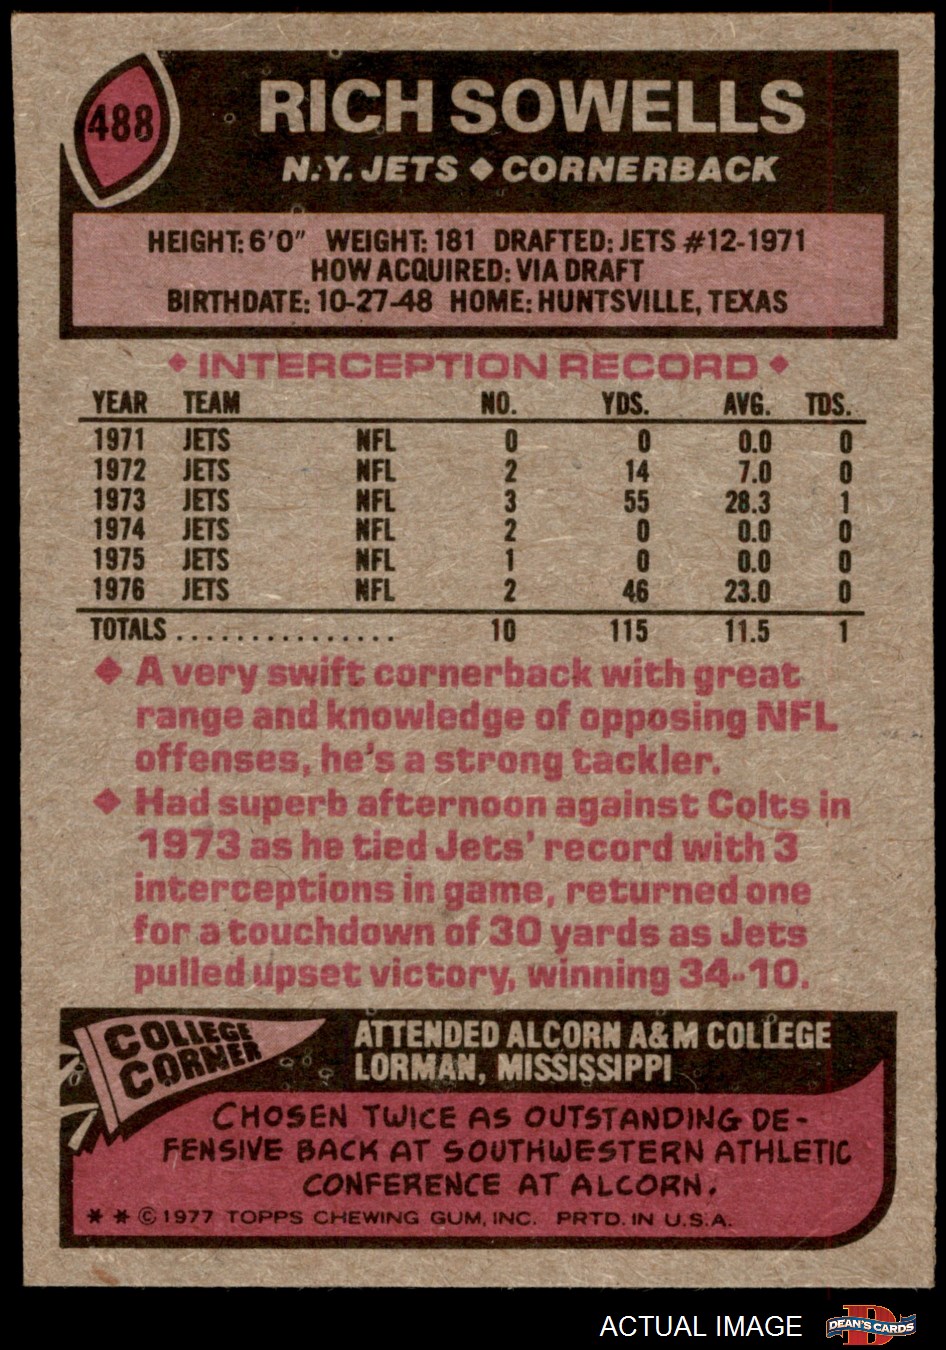 488
RICH SOWELLS
N.Y. JETS ◆ CORNERBACK
HEIGHT: 6'0" WEIGHT: 181 DRAFTED: JETS #12-1971
HOW ACQUIRED: VIA DRAFT
BIRTHDATE: 10-27-48 HOME: HUNTSVILLE, TEXAS
◆ INTERCEPTION RECORD ◆
YEAR TEAM NO. YDS. AVG. TDS.
1971 JETS NFL 0 0 0.0 0
1972 JETS NFL 2 14 7.0 0
1973 JETS NFL 3 55 28.3 1
1974 JETS NFL 2 0 0.0 0
1975 JETS NFL 1 0 0.0 0
1976 JETS NFL 2 46 23.0 0
TOTALS ................ 10 115 11.5 1
◆ A very swift cornerback with great
range and knowledge of opposing NFL
offenses, he's a strong tackler.
◆ Had superb afternoon against Colts in
1973 as he tied Jets' record with 3
interceptions in game, returned one
for a touchdown of 30 yards as Jets
pulled upset victory, winning 34-10.
COLLEGE
CORNER
ATTENDED ALCORN A&M COLLEGE
LORMAN, MISSISSIPPI
CHOSEN TWICE AS OUTSTANDING DE-
FENSIVE BACK AT SOUTHWESTERN ATHLETIC
CONFERENCE AT ALCORN.
* * © 1977 TOPPS CHEWING GUM, INC. PRTD. IN U.S.A.
ACTUAL IMAGE
D
DEAN'S CARDS